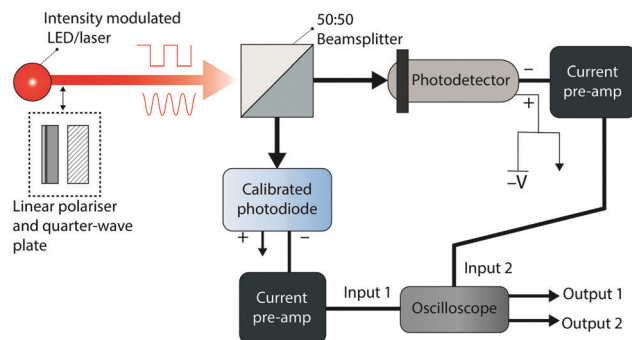 Intensity modulated
LED/laser
50:50
Beamsplitter
Photodetector
−
+
Current
pre-amp
−V
Linear polariser
and quarter-wave
plate
Calibrated
photodiode
+
−
Current
pre-amp
Input 1
Input 2
Oscilloscope
Output 1
Output 2